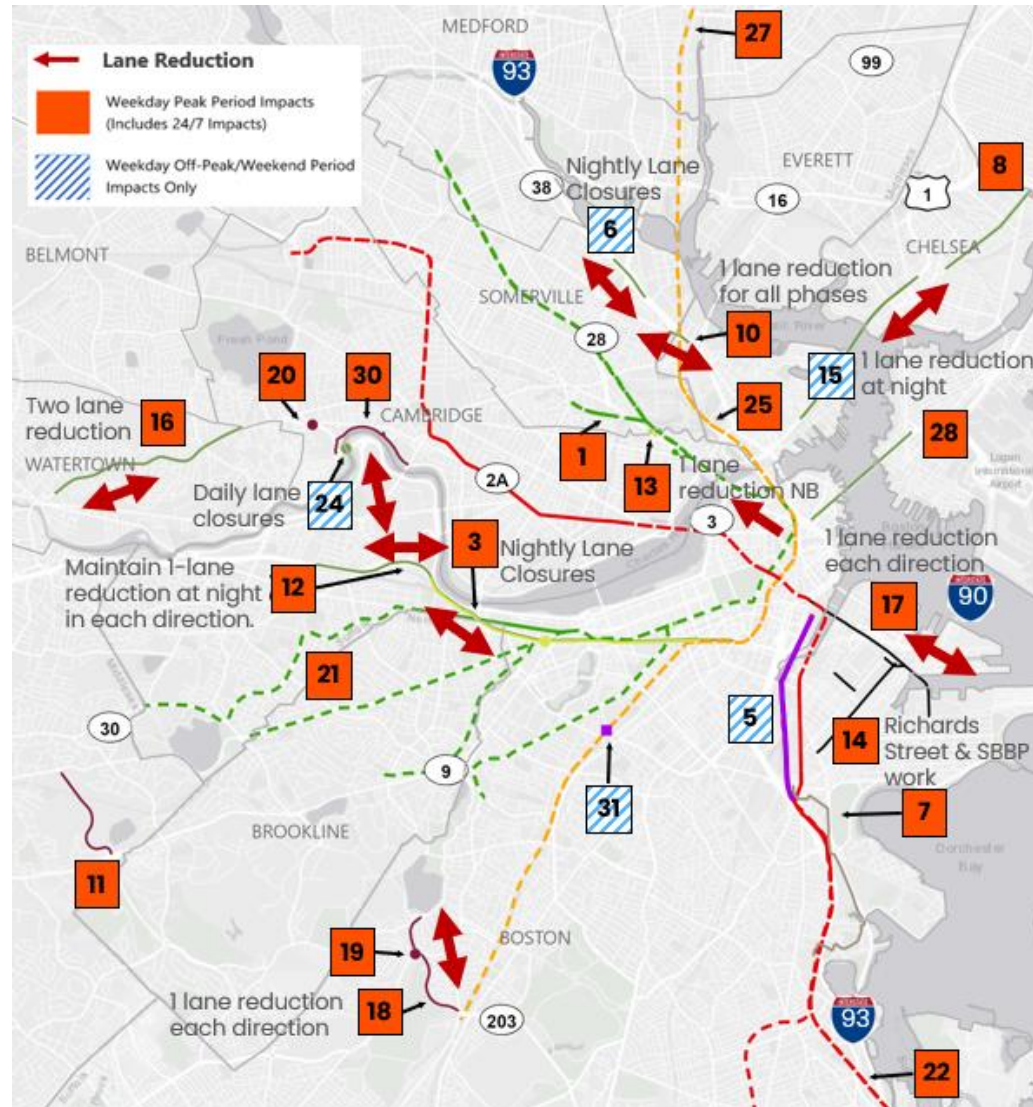 MEDFORD
27
Lane Reduction
93
99
Weekday Peak Period Impacts
(Includes 24/7 Impacts)
Weekday Off-Peak/Weekend Period
Impacts Only
Nightly Lane
Closures
38
EVERETT
8
16
1
6
BELMONT
CHELSEA
1 lane reduction
for all phases
SOMERVILLE
28
10
Fresh Pond
20
30
15
1 lane reduction
at night
Two lane
reduction
16
CAMBRIDGE
25
28
1
WATERTOWN
13
1 lane
reduction NB
2A
3
Daily lane
closures
24
3
Nightly Lane
Closures
1 lane reduction
each direction
Maintain 1-lane
reduction at night
in each direction.
12
17
90
21
5
30
14
Richards
Street & SBBP
work
9
31
7
BROOKLINE
Dorchester
Bay
11
BOSTON
19
1 lane reduction
each direction
18
203
93
22